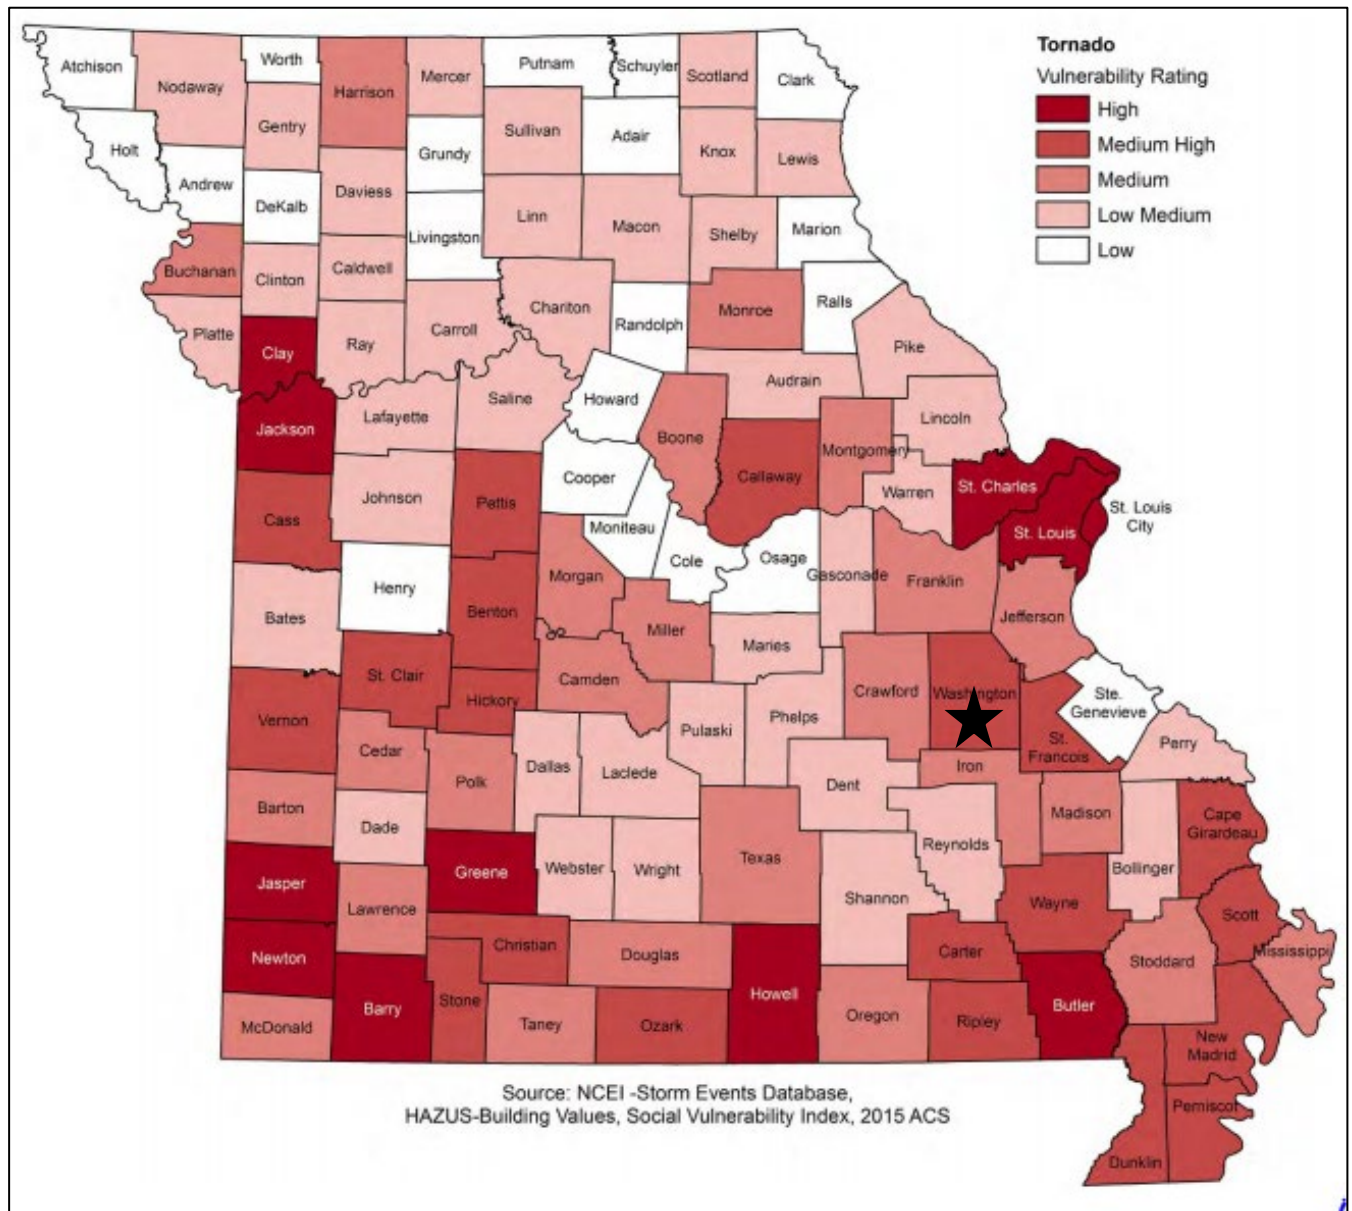 Tornado
Vulnerability Rating
High
Medium High
Medium
Low Medium
Low
Atchison
Nodaway
Worth
Harrison
Mercer
Putnam
Schuyler
Scotland
Clark
Gentry
Sullivan
Adair
Knox
Lewis
Holt
Andrew
DeKalb
Daviess
Grundy
Livingston
Linn
Macon
Shelby
Marion
Buchanan
Clinton
Caldwell
Chariton
Randolph
Monroe
Ralls
Platte
Clay
Ray
Carroll
Pike
Audrain
Jackson
Lafayette
Saline
Howard
Boone
Callaway
Montgomery
Lincoln
Warren
St. Charles
St. Louis
St. Louis
City
Cass
Johnson
Pettis
Cooper
Moniteau
Cole
Osage
Gasconade
Franklin
Jefferson
Bates
Henry
Benton
Morgan
Miller
Maries
Vernon
St. Clair
Hickory
Camden
Pulaski
Phelps
Crawford
Washington
St.
Francois
Ste.
Genevieve
Perry
Cedar
Polk
Dallas
Laclede
Dent
Iron
Madison
Bollinger
Cape
Girardeau
Barton
Dade
Greene
Webster
Wright
Texas
Shannon
Reynolds
Wayne
Scott
Mississippi
Jasper
Lawrence
Newton
Christian
Douglas
Howell
Carter
Stoddard
McDonald
Barry
Stone
Taney
Ozark
Oregon
Ripley
Butler
New
Madrid
Pemiscot
Dunklin
Source: NCEI -Storm Events Database,
HAZUS-Building Values, Social Vulnerability Index, 2015 ACS